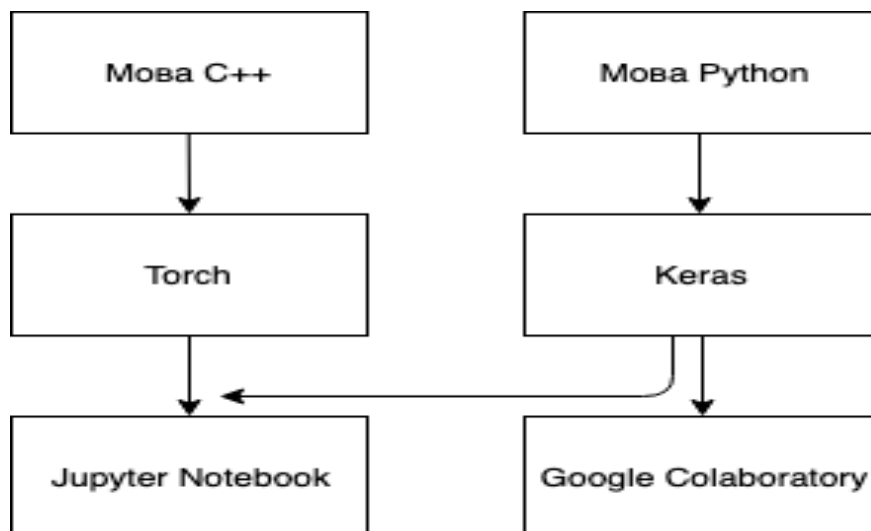 Мова C++
Мова Python
Torch
Keras
Jupyter Notebook
Google Colaboratory